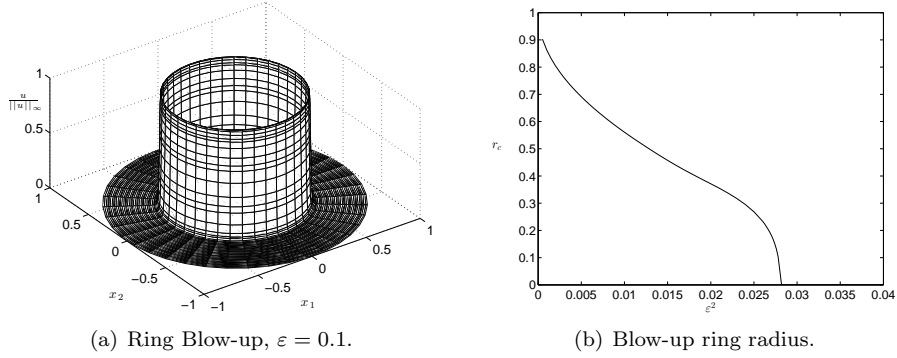 u
||u||∞
1
0.5
0
1
0.5
0
−0.5
−1
x2
−1
−0.5
0
0.5
1
x1
(a) Ring Blow-up, ε = 0.1.
1
0.9
0.8
0.7
0.6
0.5
0.4
0.3
0.2
0.1
0
rc
0 0.005 0.01 0.015 0.02 0.025 0.03 0.035 0.04
ε2
(b) Blow-up ring radius.